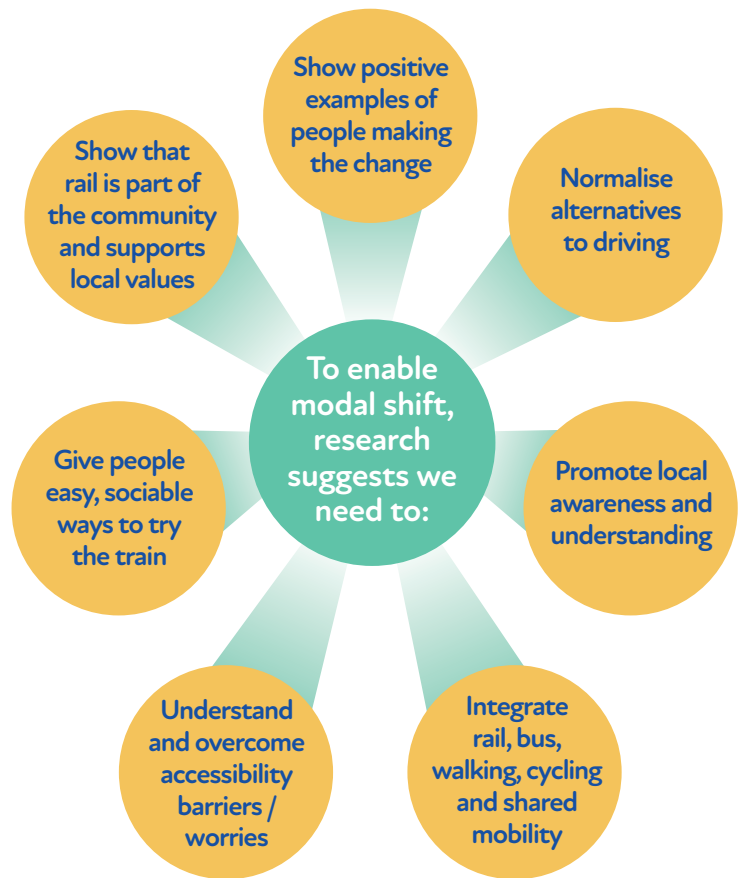 To enable
modal shift,
research
suggests we
need to:
Show positive
examples of
people making
the change
Normalise
alternatives
to driving
Promote local
awareness and
understanding
Integrate
rail, bus,
walking, cycling
and shared
mobility
Understand
and overcome
accessibility
barriers /
worries
Give people
easy, sociable
ways to try
the train
Show that
rail is part of
the community
and supports
local values